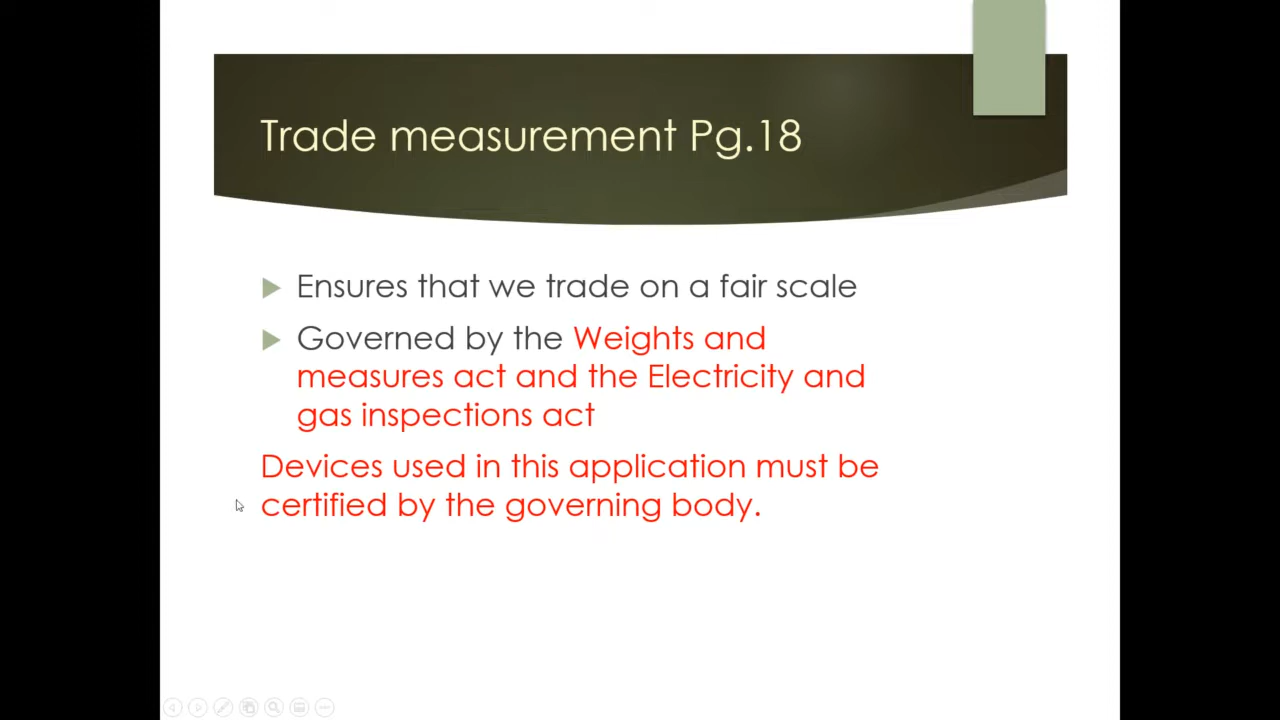 Trade measurement Pg.18
Ensures that we trade on a fair scale
Governed by the Weights and
measures act and the Electricity and
gas inspections act
Devices used in this application must be
certified by the governing body.